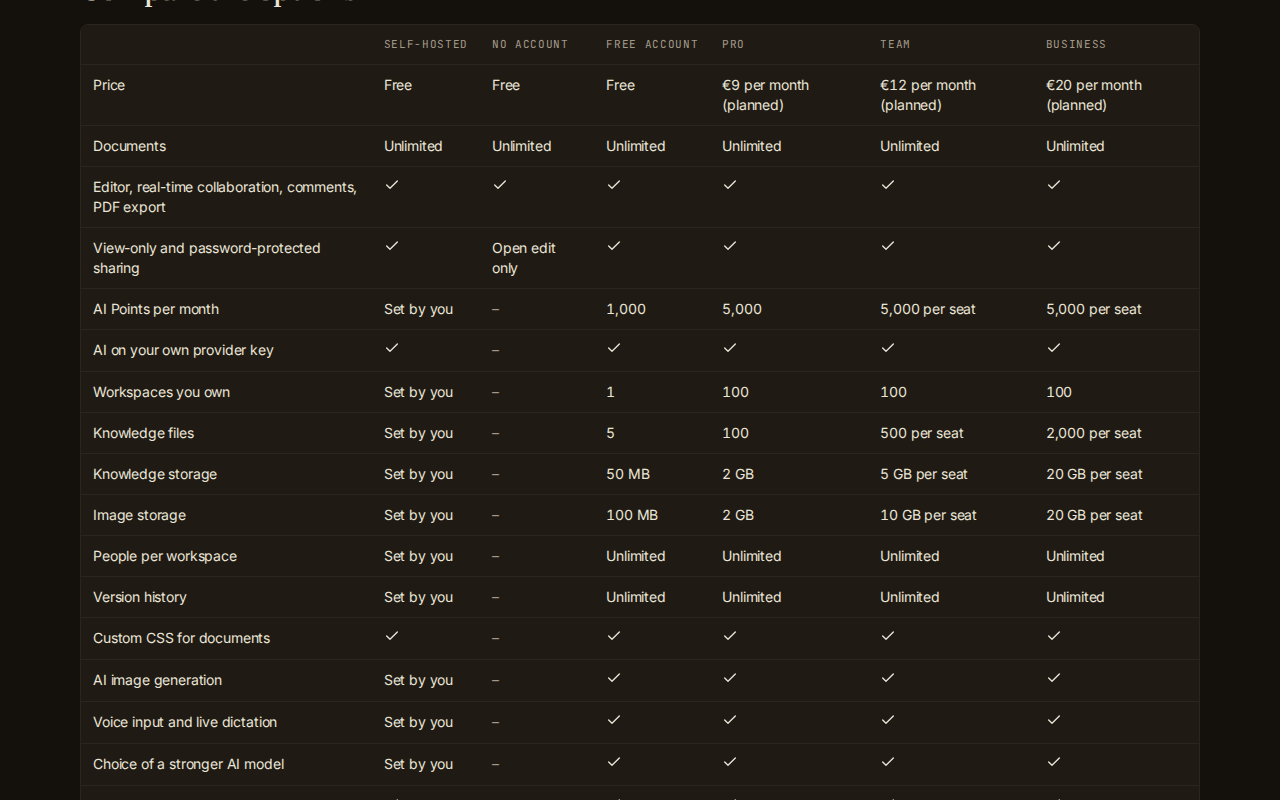 SELF-HOSTED NO ACCOUNT FREE ACCOUNT PRO TEAM BUSINESS
Price Free Free Free €9 per month (planned) €12 per month (planned) €20 per month (planned)
Documents Unlimited Unlimited Unlimited Unlimited Unlimited Unlimited
Editor, real-time collaboration, comments, PDF export ✓ ✓ ✓ ✓ ✓ ✓
View-only and password-protected sharing ✓ Open edit only ✓ ✓ ✓ ✓
AI Points per month Set by you – 1,000 5,000 5,000 per seat 5,000 per seat
AI on your own provider key ✓ – ✓ ✓ ✓ ✓
Workspaces you own Set by you – 1 100 100 100
Knowledge files Set by you – 5 100 500 per seat 2,000 per seat
Knowledge storage Set by you – 50 MB 2 GB 5 GB per seat 20 GB per seat
Image storage Set by you – 100 MB 2 GB 10 GB per seat 20 GB per seat
People per workspace Set by you – Unlimited Unlimited Unlimited Unlimited
Version history Set by you – Unlimited Unlimited Unlimited Unlimited
Custom CSS for documents ✓ – ✓ ✓ ✓ ✓
AI image generation Set by you – ✓ ✓ ✓ ✓
Voice input and live dictation Set by you – ✓ ✓ ✓ ✓
Choice of a stronger AI model Set by you – ✓ ✓ ✓ ✓